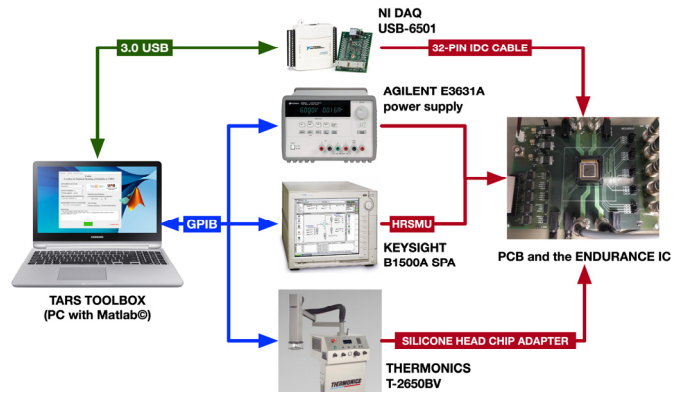 NI DAQ
USB-6501
3.0 USB
32-PIN IDC CABLE
AGILENT E3631A
power supply
GPIB
HRSMU
KEYSIGHT
B1500A SPA
PCB and the ENDURANCE IC
TARS TOOLBOX
(PC with Matlab©)
SILICONE HEAD CHIP ADAPTER
THERMONICS
THERMONICS
T-2650BV